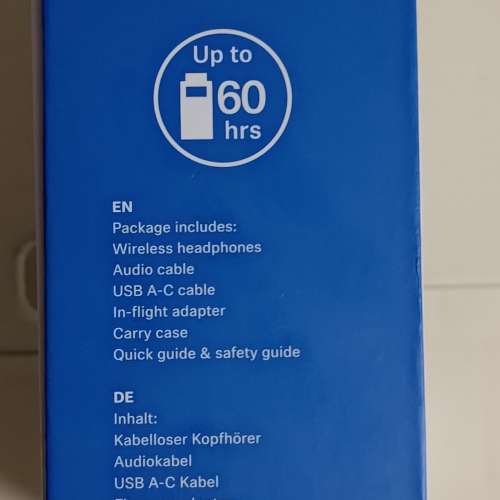 Up to
60
hrs
EN
Package includes:
Wireless headphones
Audio cable
USB A-C cable
In-flight adapter
Carry case
Quick guide & safety guide
DE
Inhalt:
Kabelloser Kopfhörer
Audiokabel
USB A-C Kabel